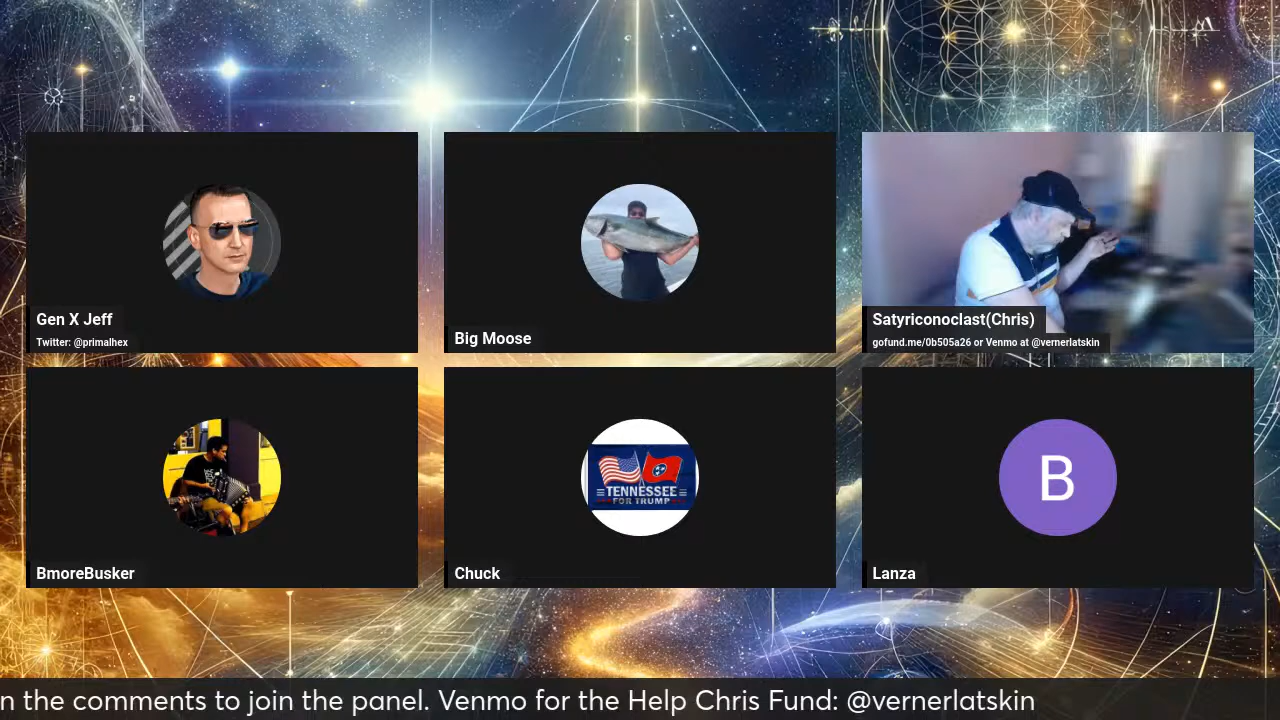 Gen X Jeff
Twitter: @primalhex
Big Moose
Satyriconoclast(Chris)
gofund.me/0b505a26 or Venmo at @vernerlatskin
BmoreBusker
TENNESSEE
FOR TRUMP
Chuck
B
Lanza
n the comments to join the panel. Venmo for the Help Chris Fund: @vernerlatskin